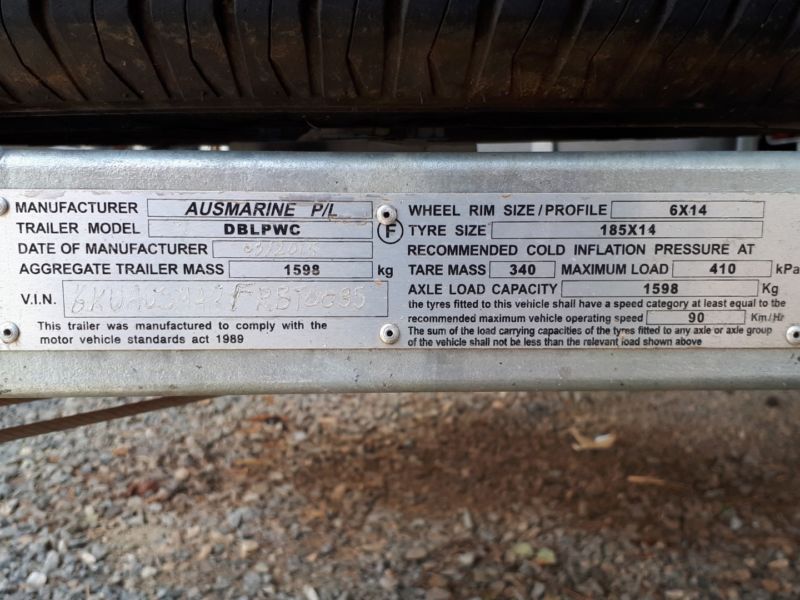 MANUFACTURER AUSMARINE P/L
TRAILER MODEL DBLPWC
DATE OF MANUFACTURER
AGGREGATE TRAILER MASS 1598 kg
V.I.N.
This trailer was manufactured to comply with the
motor vehicle standards act 1989
F
WHEEL RIM SIZE/PROFILE 6X14
TYRE SIZE 185X14
RECOMMENDED COLD INFLATION PRESSURE AT
TARE MASS 340 MAXIMUM LOAD 410 kPa
AXLE LOAD CAPACITY 1598 Kg
the tyres fitted to this vehicle shall have a speed category at least equal to the
recommended maximum vehicle operating speed 90 Km/Hr
The sum of the load carrying capacities of the tyres fitted to any axle or axle group
of the vehicle shall not be less than the relevant load shown above